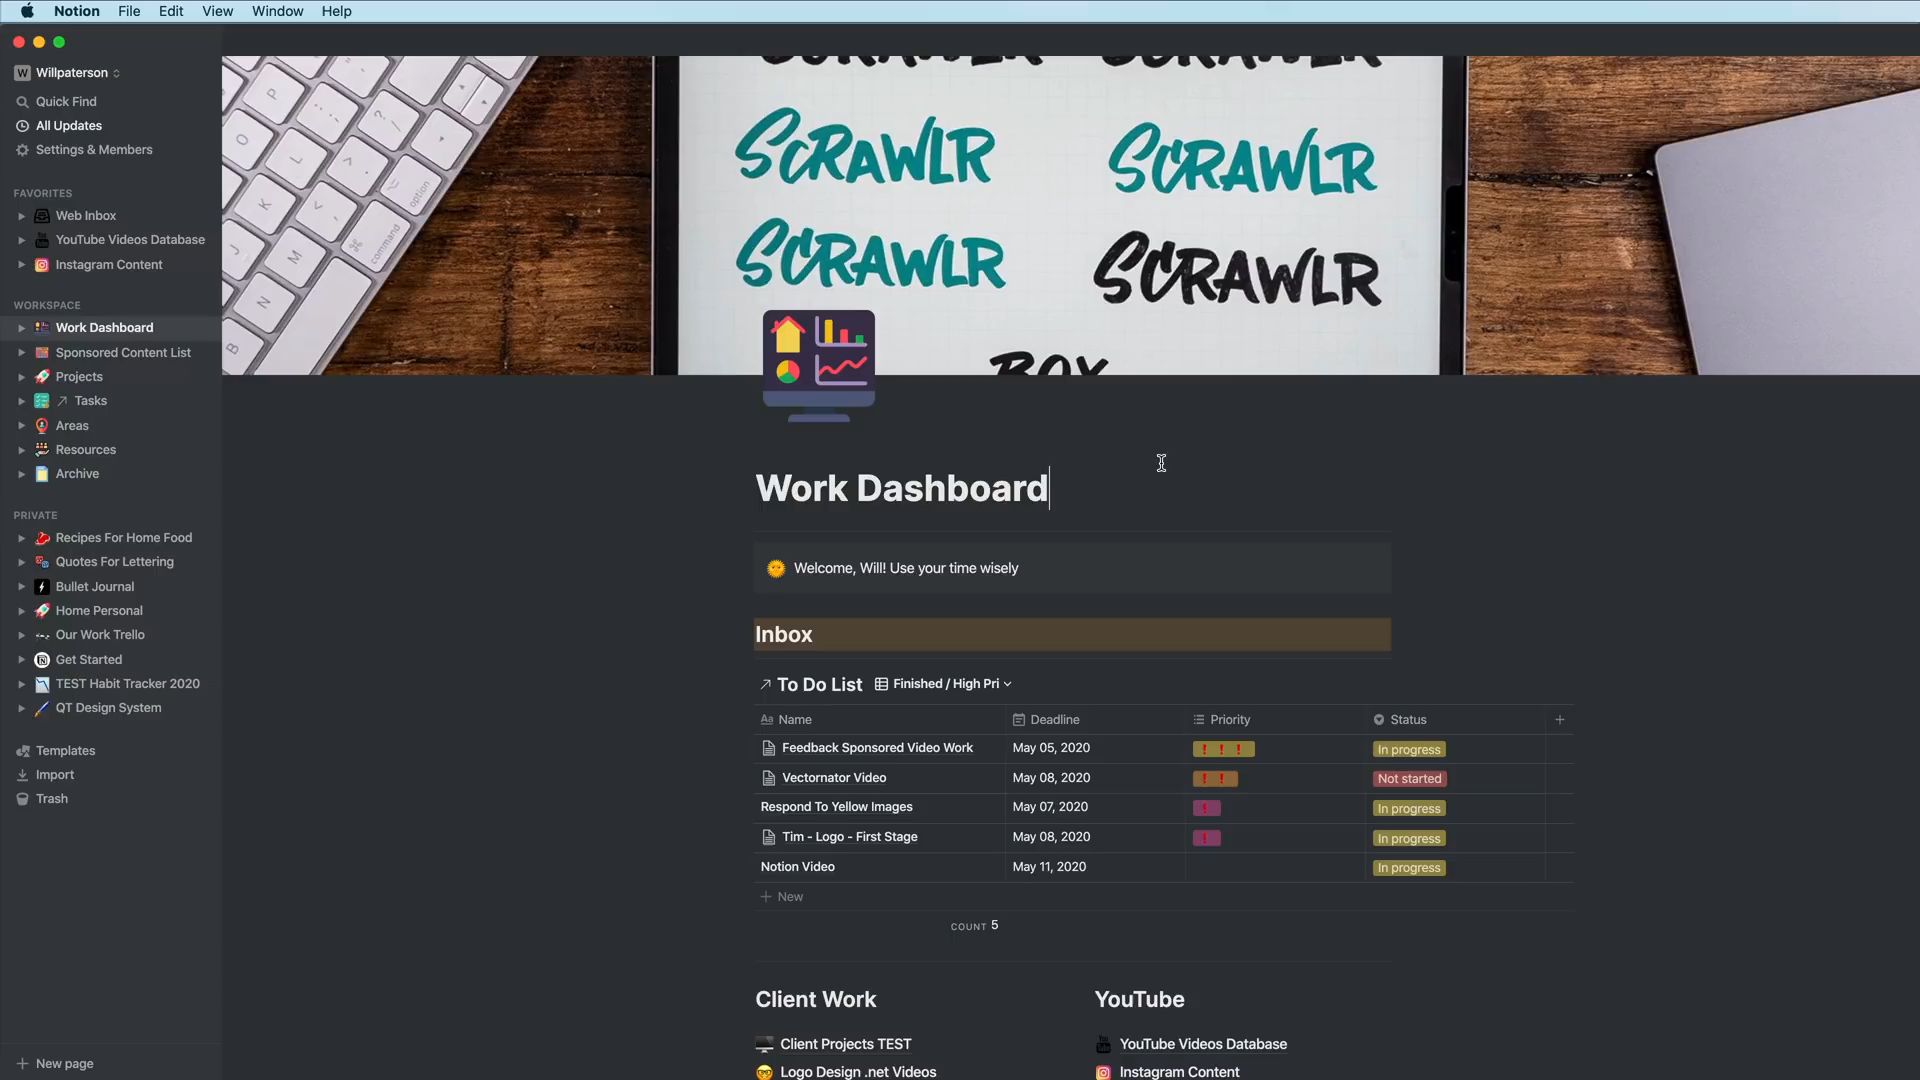 Notion File Edit View Window Help
W Willpaterson
Quick Find
All Updates
Settings & Members
FAVORITES
Web Inbox
YouTube Videos Database
Instagram Content
WORKSPACE
Work Dashboard
Sponsored Content List
Projects
Tasks
Areas
Resources
Archive
PRIVATE
Recipes For Home Food
Quotes For Lettering
Bullet Journal
Home Personal
Our Work Trello
Get Started
TEST Habit Tracker 2020
QT Design System
Templates
Import
Trash
New page
SCRAWLR SCRAWLR
SCRAWLR SCRAWLR
BOX
P
O
L
K
J
M
N
B
option
command
Work Dashboard
Welcome, Will! Use your time wisely
Inbox
To Do List Finished / High Pri
Aa Name Deadline Priority Status
Feedback Sponsored Video Work May 05, 2020 ! ! ! In progress
Vectornator Video May 08, 2020 ! ! Not started
Respond To Yellow Images May 07, 2020 ! In progress
Tim - Logo - First Stage May 08, 2020 ! In progress
Notion Video May 11, 2020 In progress
New
COUNT 5
Client Work
Client Projects TEST
Logo Design .net Videos
YouTube
YouTube Videos Database
Instagram Content